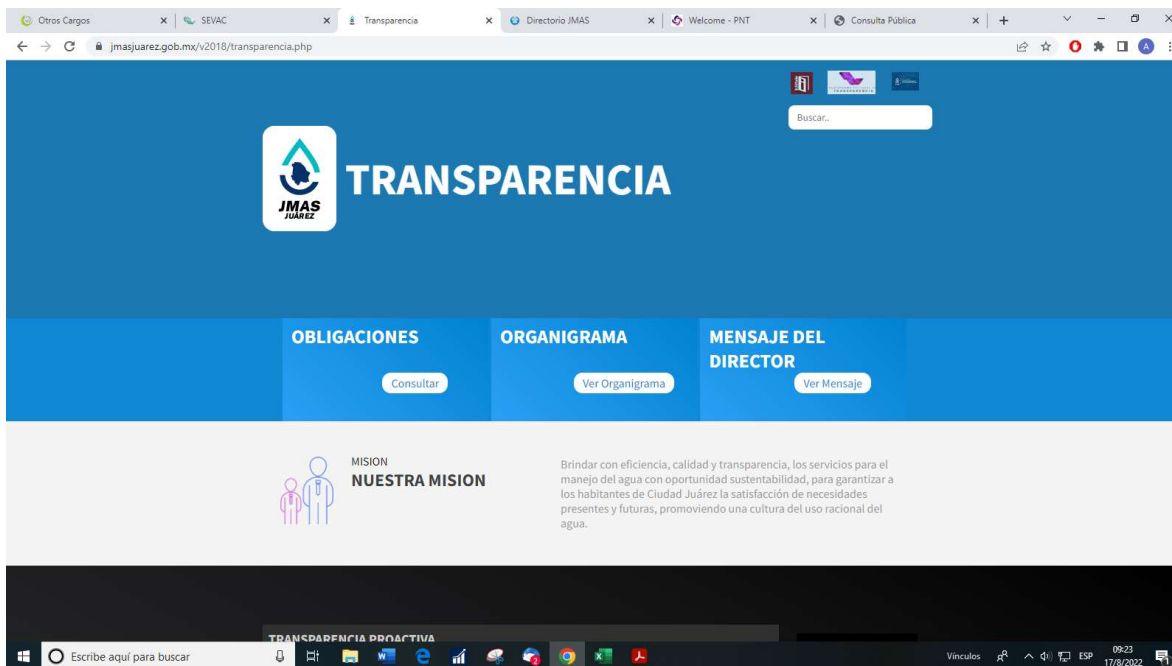 Otros Cargos
SEVAC
Transparencia
Directorio JMAS
Welcome - PNT
Consulta Pública
jmasjuarez.gob.mx/v2018/transparencia.php
A
TRANSPARENCIA
Buscar..
JMAS
JUÁREZ
TRANSPARENCIA
OBLIGACIONES
Consultar
ORGANIGRAMA
Ver Organigrama
MENSAJE DEL
DIRECTOR
Ver Mensaje
MISION
NUESTRA MISION
Brindar con eficiencia, calidad y transparencia, los servicios para el
manejo del agua con oportunidad sustentabilidad, para garantizar a
los habitantes de Ciudad Juárez la satisfacción de necesidades
presentes y futuras, promoviendo una cultura del uso racional del
agua.
TRANSPARENCIA PROACTIVA
Escribe aquí para buscar
Vínculos
ESP
09:23
17/8/2022